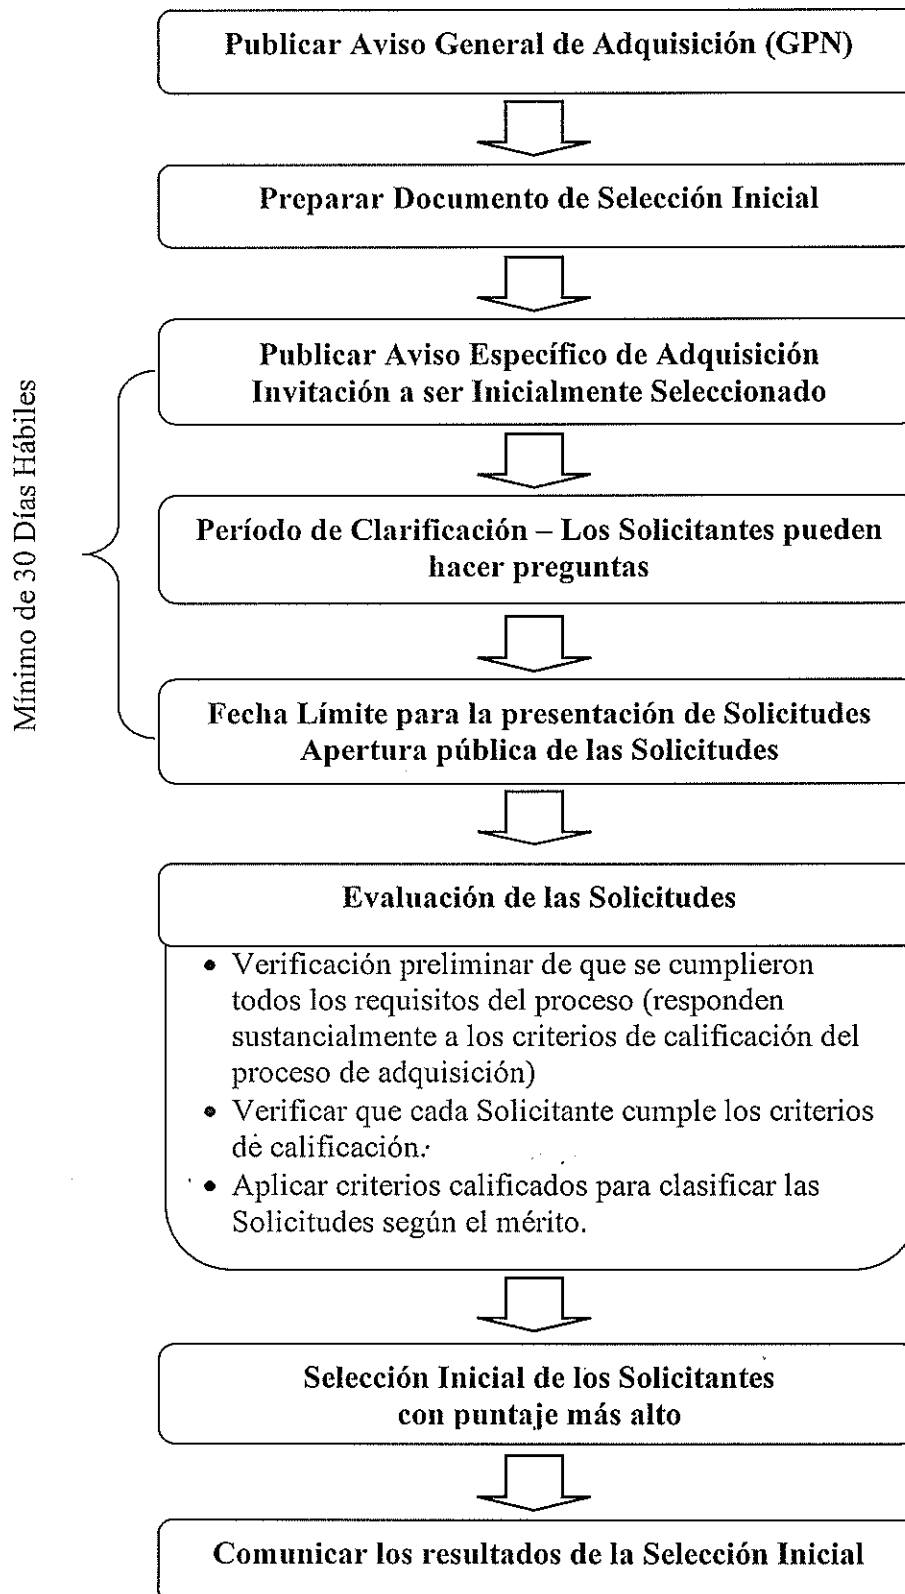 Publicar Aviso General de Adquisición (GPN)
Preparar Documento de Selección Inicial
Mínimo de 30 Días Hábiles
Publicar Aviso Específico de Adquisición
Invitación a ser Inicialmente Seleccionado
Período de Clarificación – Los Solicitantes pueden
hacer preguntas
Fecha Límite para la presentación de Solicitudes
Apertura pública de las Solicitudes
Evaluación de las Solicitudes
• Verificación preliminar de que se cumplieron
todos los requisitos del proceso (responden
sustancialmente a los criterios de calificación del
proceso de adquisición)
• Verificar que cada Solicitante cumple los criterios
de calificación.
• Aplicar criterios calificados para clasificar las
Solicitudes según el mérito.
Selección Inicial de los Solicitantes
con puntaje más alto
Comunicar los resultados de la Selección Inicial